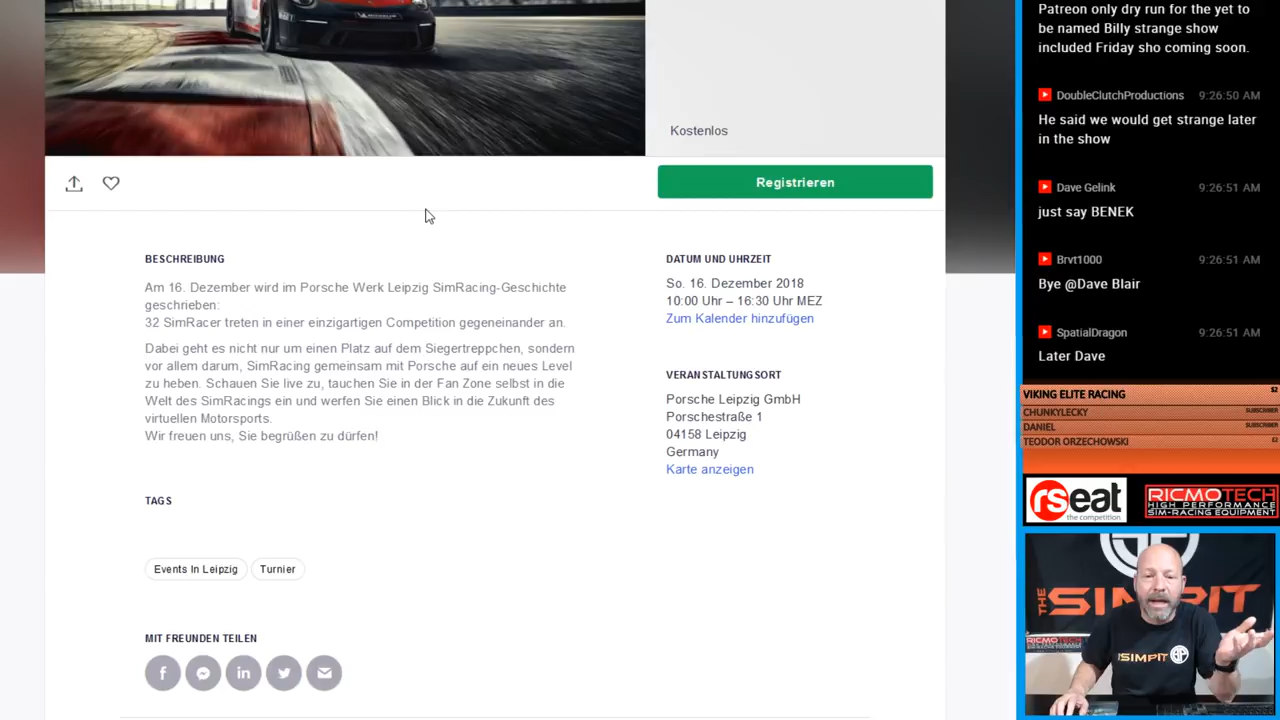 MICHELIN
Kostenlos
Registrieren
BESCHREIBUNG
Am 16. Dezember wird im Porsche Werk Leipzig SimRacing-Geschichte
geschrieben:
32 SimRacer treten in einer einzigartigen Competition gegeneinander an.
Dabei geht es nicht nur um einen Platz auf dem Siegertreppchen, sondern
vor allem darum, SimRacing gemeinsam mit Porsche auf ein neues Level
zu heben. Schauen Sie live zu, tauchen Sie in der Fan Zone selbst in die
Welt des SimRacings ein und werfen Sie einen Blick in die Zukunft des
virtuellen Motorsports.
Wir freuen uns, Sie begrüßen zu dürfen!
TAGS
Events In Leipzig
Turnier
MIT FREUNDEN TEILEN
DATUM UND UHRZEIT
So. 16. Dezember 2018
10:00 Uhr – 16:30 Uhr MEZ
Zum Kalender hinzufügen
VERANSTALTUNGSORT
Porsche Leipzig GmbH
Porschestraße 1
04158 Leipzig
Germany
Karte anzeigen
Patreon only dry run for the yet to
be named Billy strange show
included Friday sho coming soon.
DoubleClutchProductions 9:26:50 AM
He said we would get strange later
in the show
Dave Gelink 9:26:51 AM
just say BENEK
Brvt1000 9:26:51 AM
Bye @Dave Blair
SpatialDragon 9:26:51 AM
Later Dave
VIKING ELITE RACING $2
CHUNKYLECKY SUBSCRIBER
DANIEL SUBSCRIBER
TEODOR ORZECHOWSKI
rseat
the competition
RICMOTECH
HIGH PERFORMANCE
SIM-RACING EQUIPMENT
THE SIMPIT
RICMOTECH
THE SIMPIT